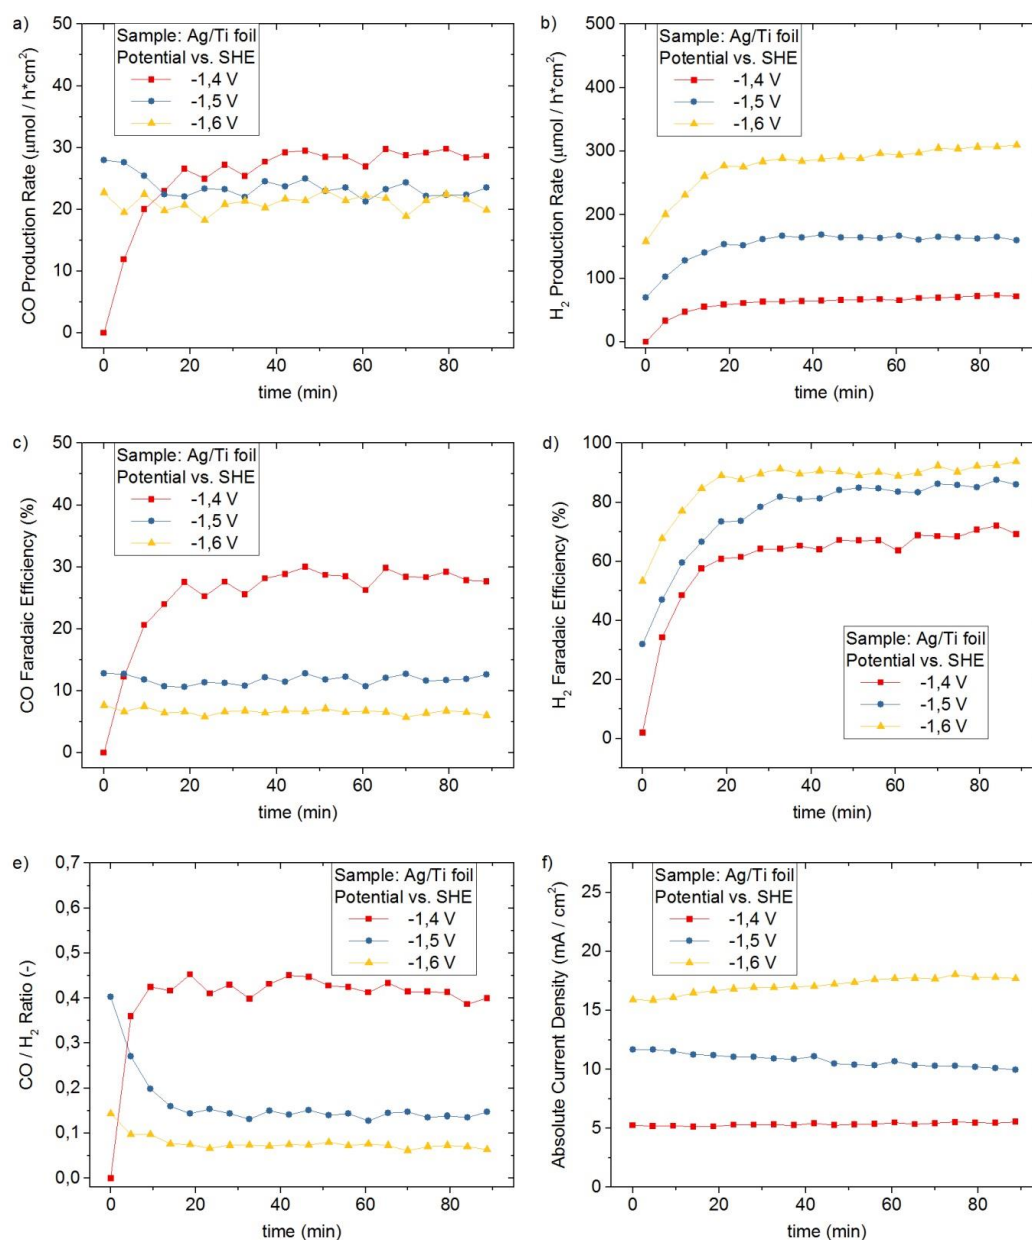 a)
CO Production Rate (μmol / h*cm²)
50
40
30
20
10
0
Sample: Ag/Ti foil
Potential vs. SHE
-1,4 V
-1,5 V
-1,6 V
0 20 40 60 80
time (min)
b)
H₂ Production Rate (μmol / h*cm²)
500
400
300
200
100
0
Sample: Ag/Ti foil
Potential vs. SHE
-1,4 V
-1,5 V
-1,6 V
0 20 40 60 80
time (min)
c)
CO Faradaic Efficiency (%)
50
40
30
20
10
0
Sample: Ag/Ti foil
Potential vs. SHE
-1,4 V
-1,5 V
-1,6 V
0 20 40 60 80
time (min)
d)
H₂ Faradaic Efficiency (%)
100
80
60
40
20
0
Sample: Ag/Ti foil
Potential vs. SHE
-1,4 V
-1,5 V
-1,6 V
0 20 40 60 80
time (min)
e)
CO / H₂ Ratio (-)
0,7
0,6
0,5
0,4
0,3
0,2
0,1
0,0
Sample: Ag/Ti foil
Potential vs. SHE
-1,4 V
-1,5 V
-1,6 V
0 20 40 60 80
time (min)
f)
Absolute Current Density (mA / cm²)
25
20
15
10
5
0
Sample: Ag/Ti foil
Potential vs. SHE
-1,4 V
-1,5 V
-1,6 V
0 20 40 60 80
time (min)